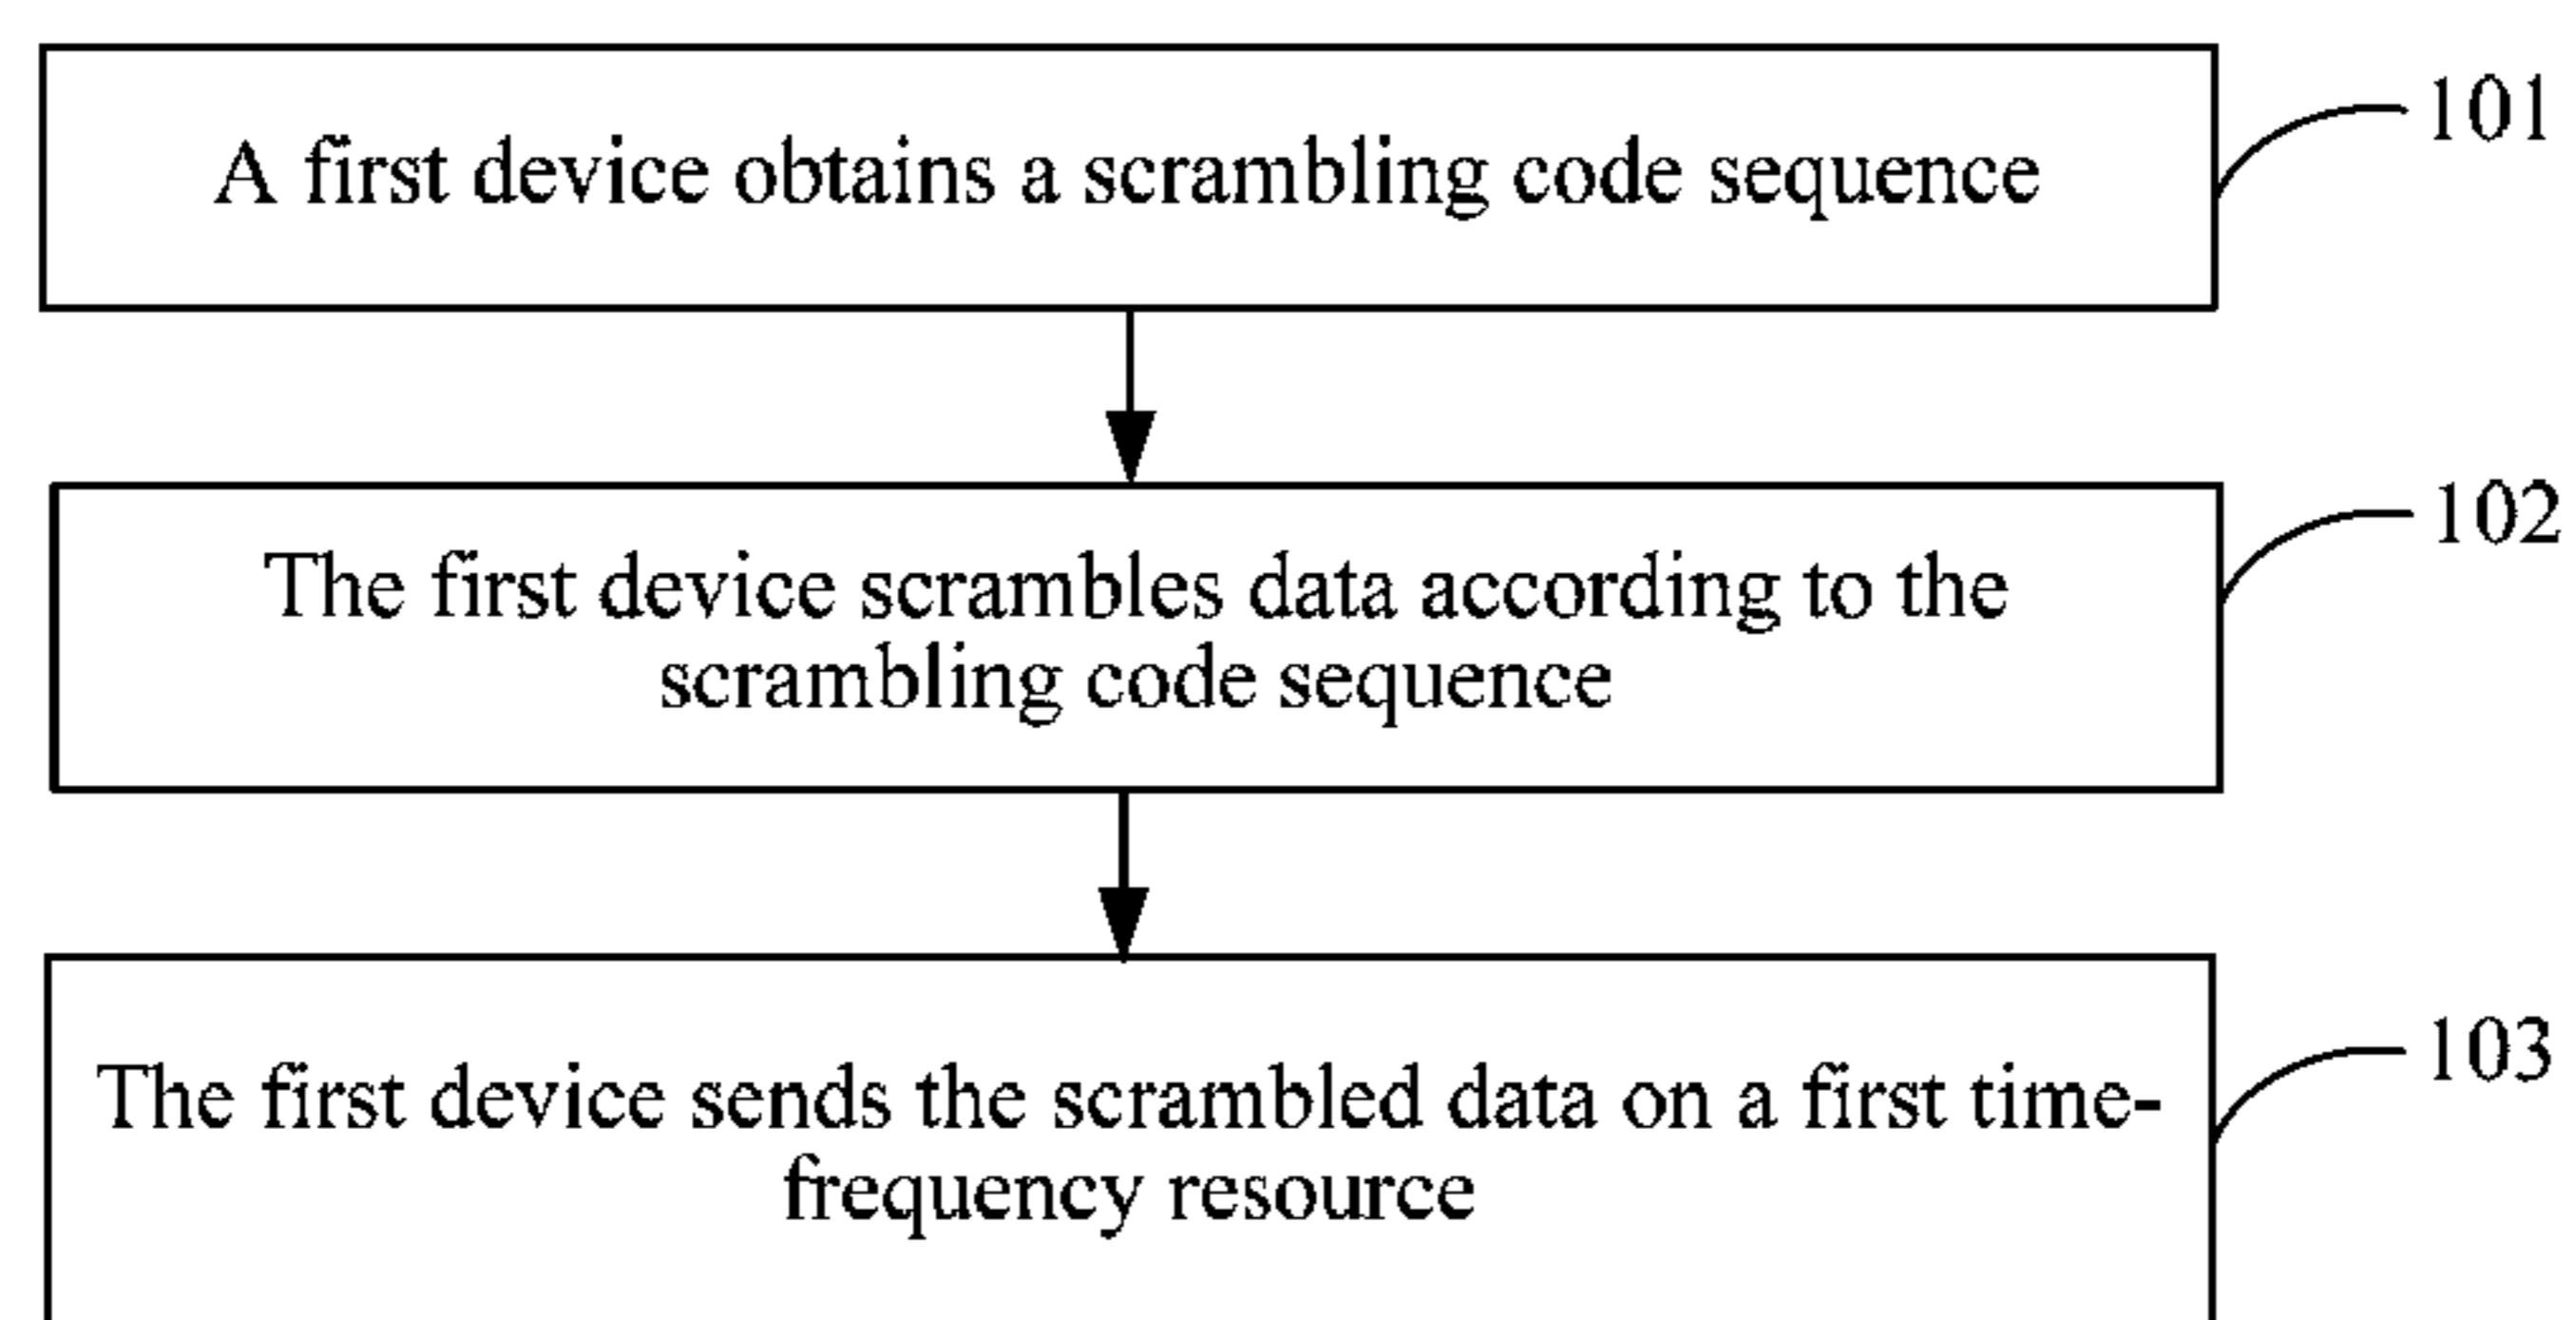 A first device obtains a scrambling code sequence
101
The first device scrambles data according to the
scrambling code sequence
102
The first device sends the scrambled data on a first time-
frequency resource
103